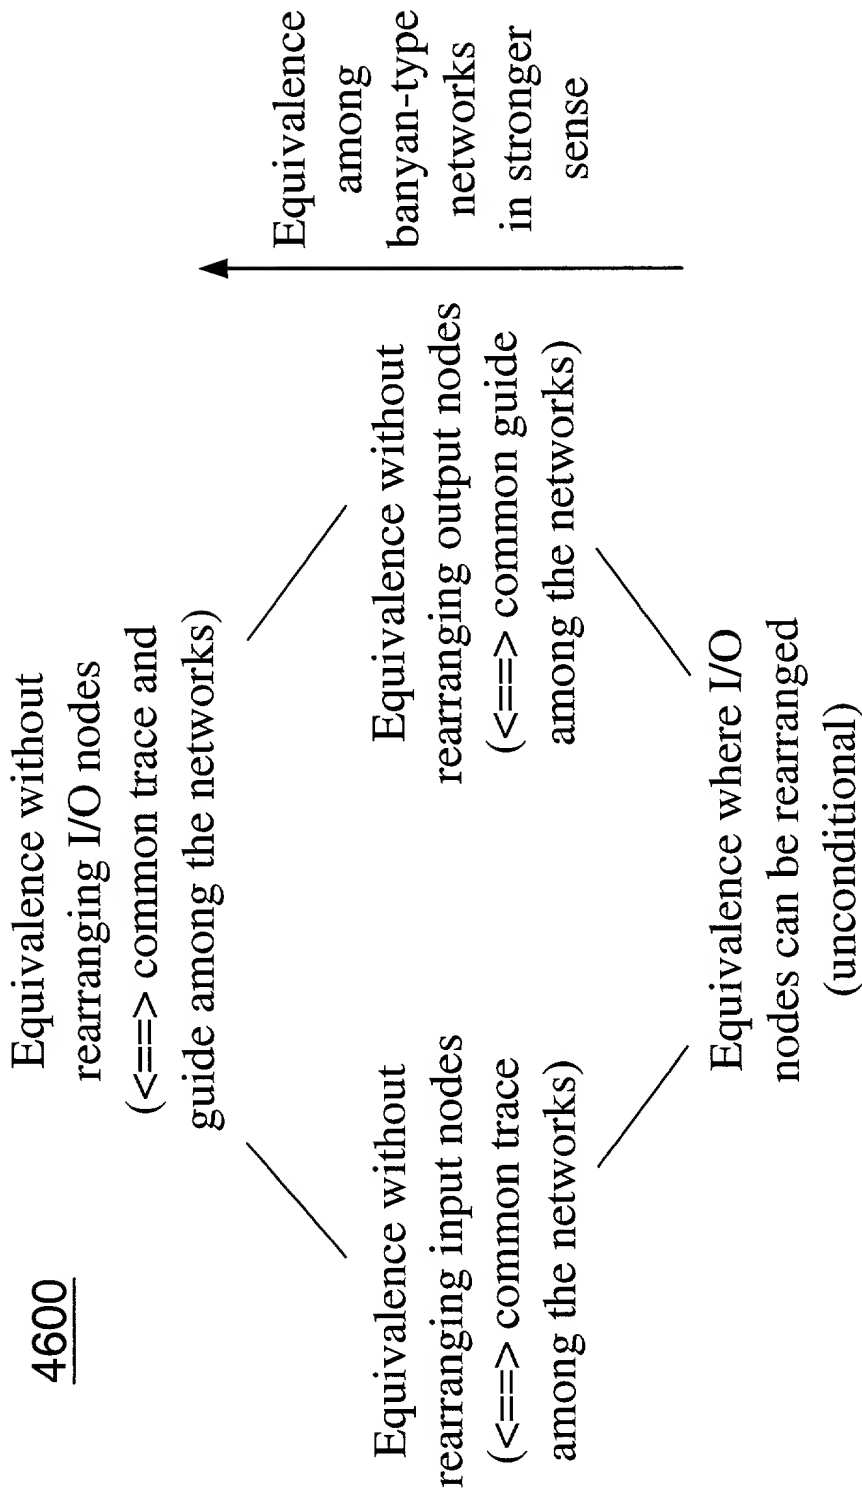 4600
Equivalence without
rearranging I/O nodes
(<==> common trace and
guide among the networks)
Equivalence without
rearranging input nodes
(<==> common trace
among the networks)
Equivalence without
rearranging output nodes
(<==> common guide
among the networks)
Equivalence where I/O
nodes can be rearranged
(unconditional)
Equivalence
among
banyan-type
networks
in stronger
sense